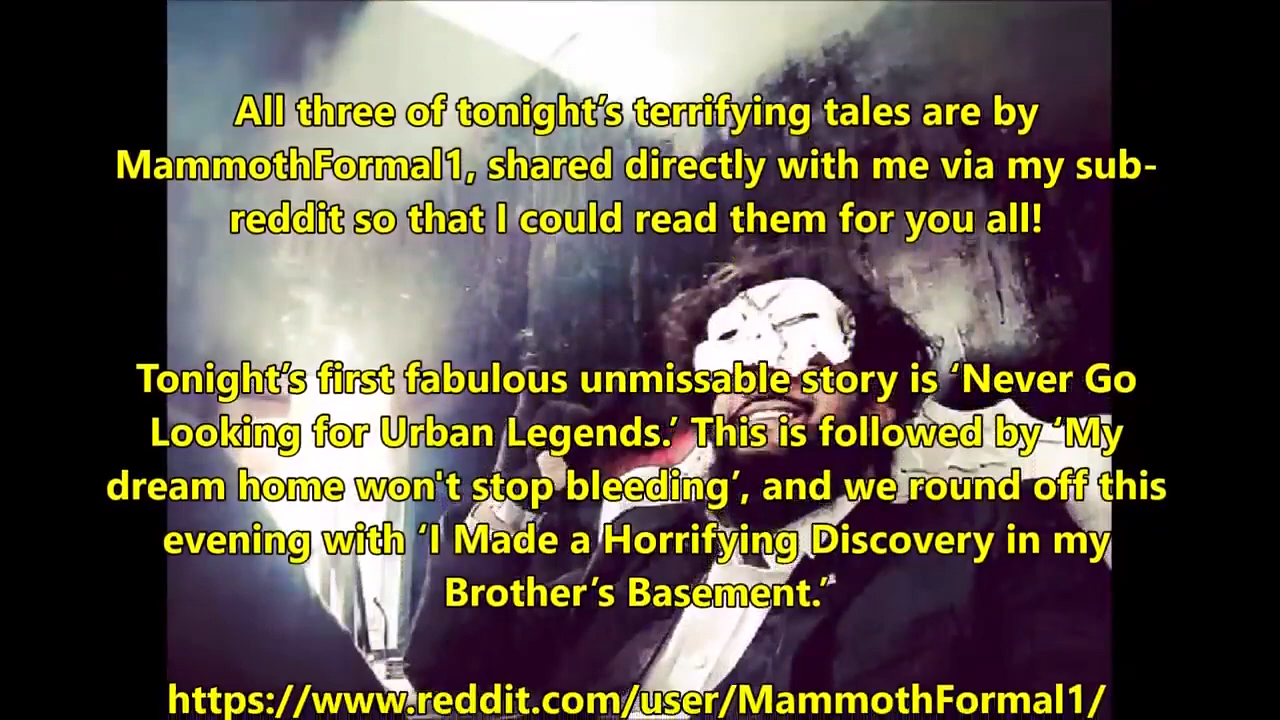 All three of tonight’s terrifying tales are by
MammothFormal1, shared directly with me via my sub-
reddit so that I could read them for you all!
Tonight’s first fabulous unmissable story is ‘Never Go
Looking for Urban Legends.’ This is followed by ‘My
dream home won't stop bleeding’, and we round off this
evening with ‘I Made a Horrifying Discovery in my
Brother’s Basement.’
https://www.reddit.com/user/MammothFormal1/